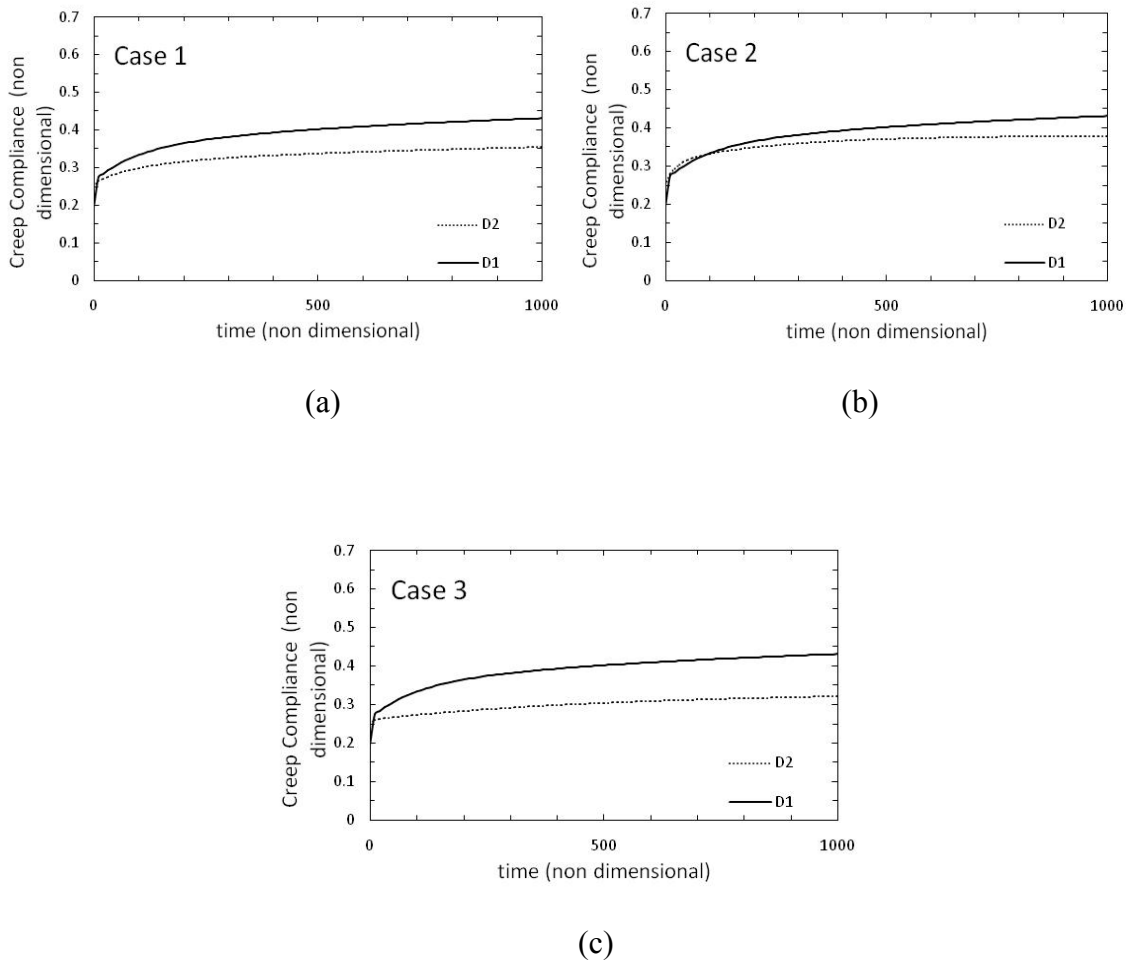 Case 1
Creep Compliance (non
dimensional)
0.7
0.6
0.5
0.4
0.3
0.2
0.1
0
D2
D1
0
500
1000
time (non dimensional)
(a)
Case 2
Creep Compliance (non
dimensional)
0.7
0.6
0.5
0.4
0.3
0.2
0.1
0
D2
D1
0
500
1000
time (non dimensional)
(b)
Case 3
Creep Compliance (non
dimensional)
0.7
0.6
0.5
0.4
0.3
0.2
0.1
0
D2
D1
0
500
1000
time (non dimensional)
(c)